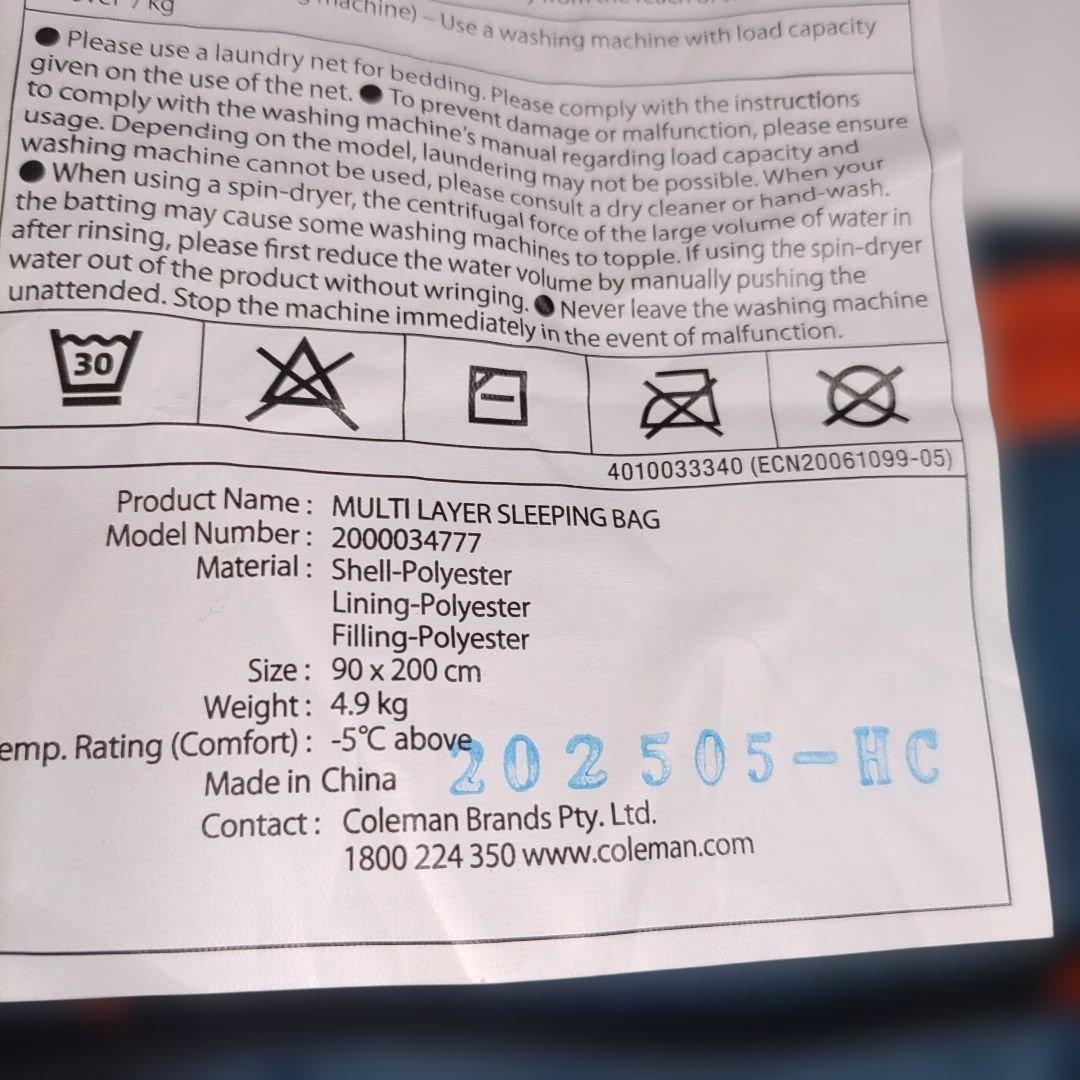 machine) – Use a washing machine with load capacity
● Please use a laundry net for bedding. Please comply with the instructions
given on the use of the net. ● To prevent damage or malfunction, please ensure
to comply with the washing machine's manual regarding load capacity and
usage. Depending on the model, laundering may not be possible. When your
washing machine cannot be used, please consult a dry cleaner or hand-wash.
● When using a spin-dryer, the centrifugal force of the large volume of water in
the batting may cause some washing machines to topple. If using the spin-dryer
after rinsing, please first reduce the water volume by manually pushing the
water out of the product without wringing. ● Never leave the washing machine
unattended. Stop the machine immediately in the event of malfunction.
30
4010033340 (ECN20061099-05)
Product Name : MULTI LAYER SLEEPING BAG
Model Number : 2000034777
Material : Shell-Polyester
Lining-Polyester
Filling-Polyester
Size : 90 x 200 cm
Weight : 4.9 kg
emp. Rating (Comfort) : -5℃ above
202505-HC
Made in China
Contact : Coleman Brands Pty. Ltd.
1800 224 350 www.coleman.com